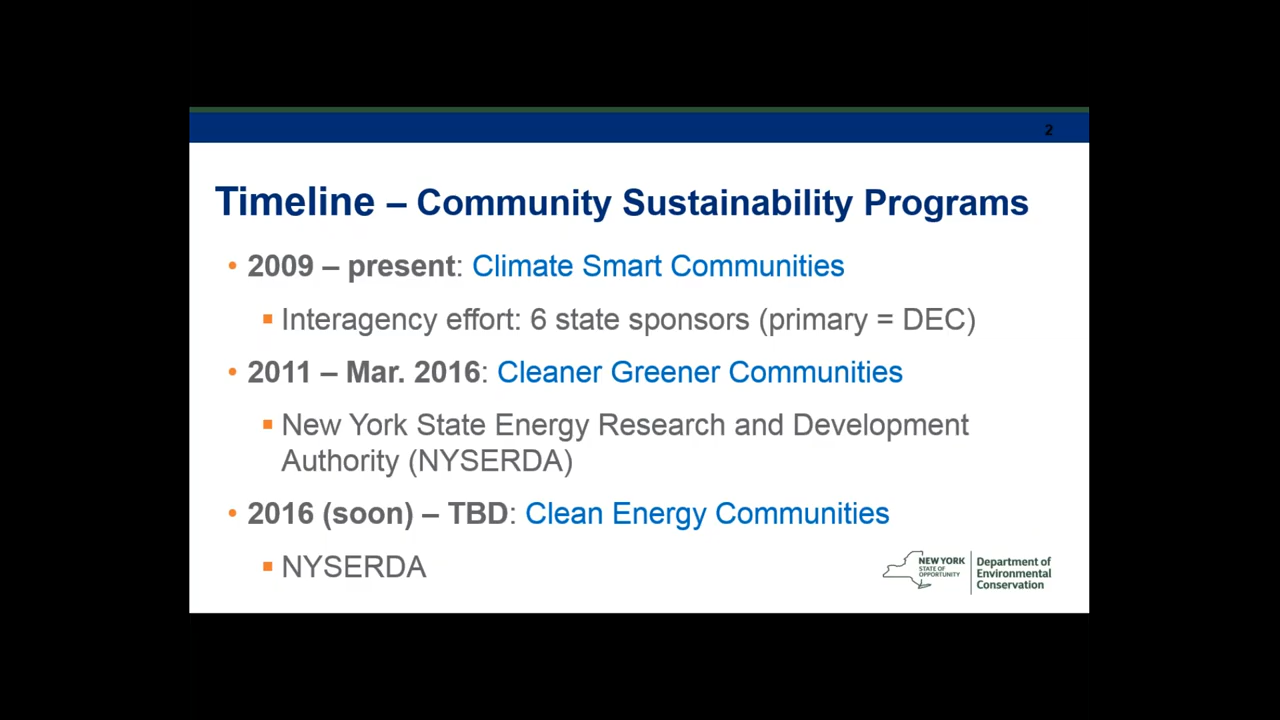 2
Timeline – Community Sustainability Programs
• 2009 – present: Climate Smart Communities
▪ Interagency effort: 6 state sponsors (primary = DEC)
• 2011 – Mar. 2016: Cleaner Greener Communities
▪ New York State Energy Research and Development
Authority (NYSERDA)
• 2016 (soon) – TBD: Clean Energy Communities
▪ NYSERDA
NEW YORK
STATE OF
OPPORTUNITY
Department of
Environmental
Conservation